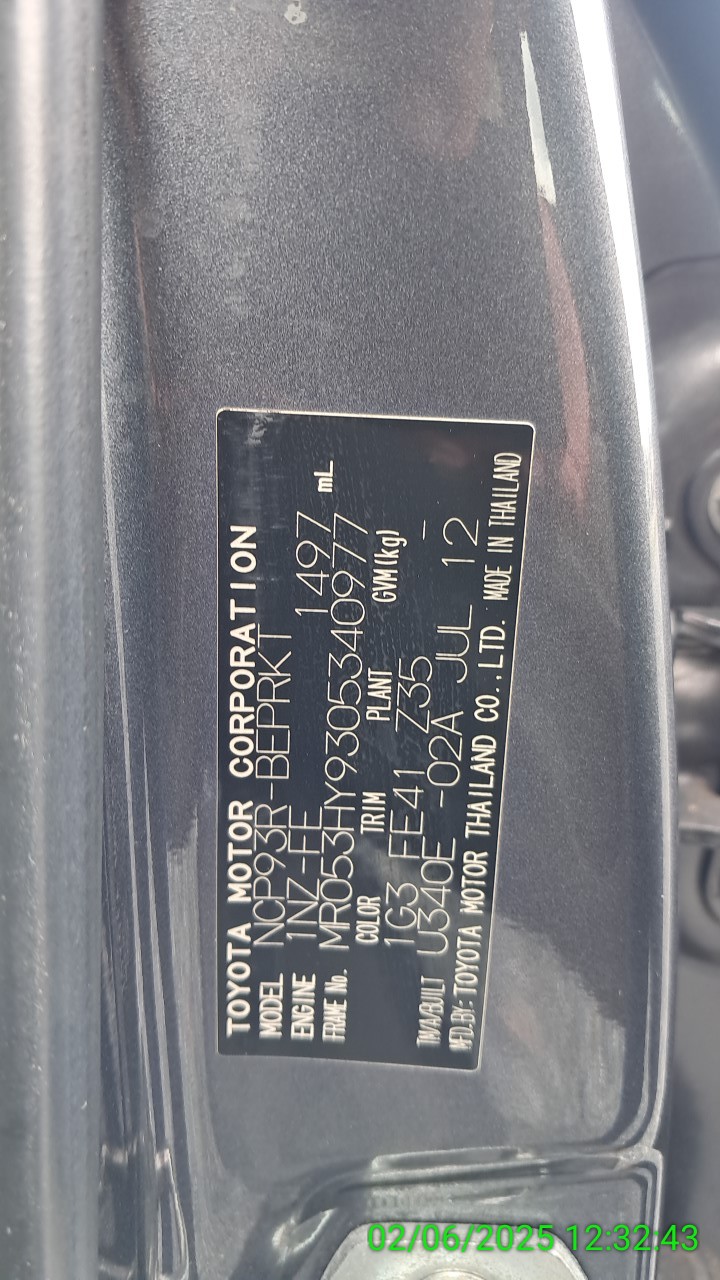 TOYOTA MOTOR CORPORATION
MODEL NCP93R-BEPRKT
ENGINE 1NZ-FE 1497 mL
FRAME No. MR053HY9305340977
COLOR TRIM PLANT GVM(kg)
1G3 FE41 Z35 -
TM/A/BUILT U340E -02A JUL 12
MFD.BY: TOYOTA MOTOR THAILAND CO.,LTD. MADE IN THAILAND
02/06/2025 12:32:43